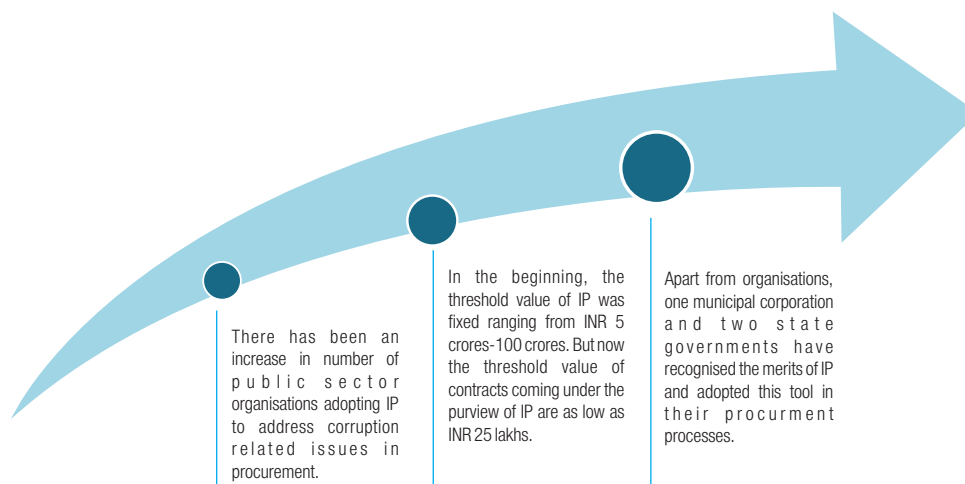 There has been an
increase in number of
public sector
organisations adopting IP
to address corruption
related issues in
procurement.
In the beginning, the
threshold value of IP was
fixed ranging from INR 5
crores-100 crores. But now
the threshold value of
contracts coming under the
purview of IP are as low as
INR 25 lakhs.
Apart from organisations,
one municipal corporation
and two state
governments have
recognised the merits of IP
and adopted this tool in
their procurment
processes.